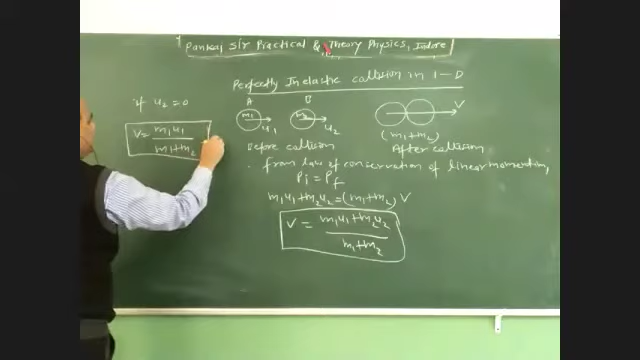 Pankaj Sir Practical & Theory Physics, Indore
Perfectly Inelastic collision in 1-D
if u2=0
V = m1u1 / m1+m2
A B
m1 m2
u1 u2 V
Before collision
(m1+m2)
After collision
. from law of conservation of linear momentum,
Pi = Pf
m1u1+m2u2 = (m1+m2) V
V = m1u1+m2u2 / m1+m2